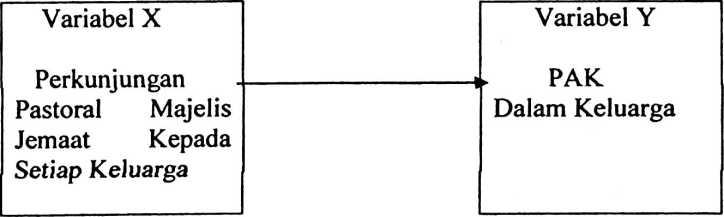 Variabel X
Perkunjungan
Pastoral Majelis
Jemaat Kepada
Setiap Keluarga
Variabel Y
PAK
Dalam Keluarga